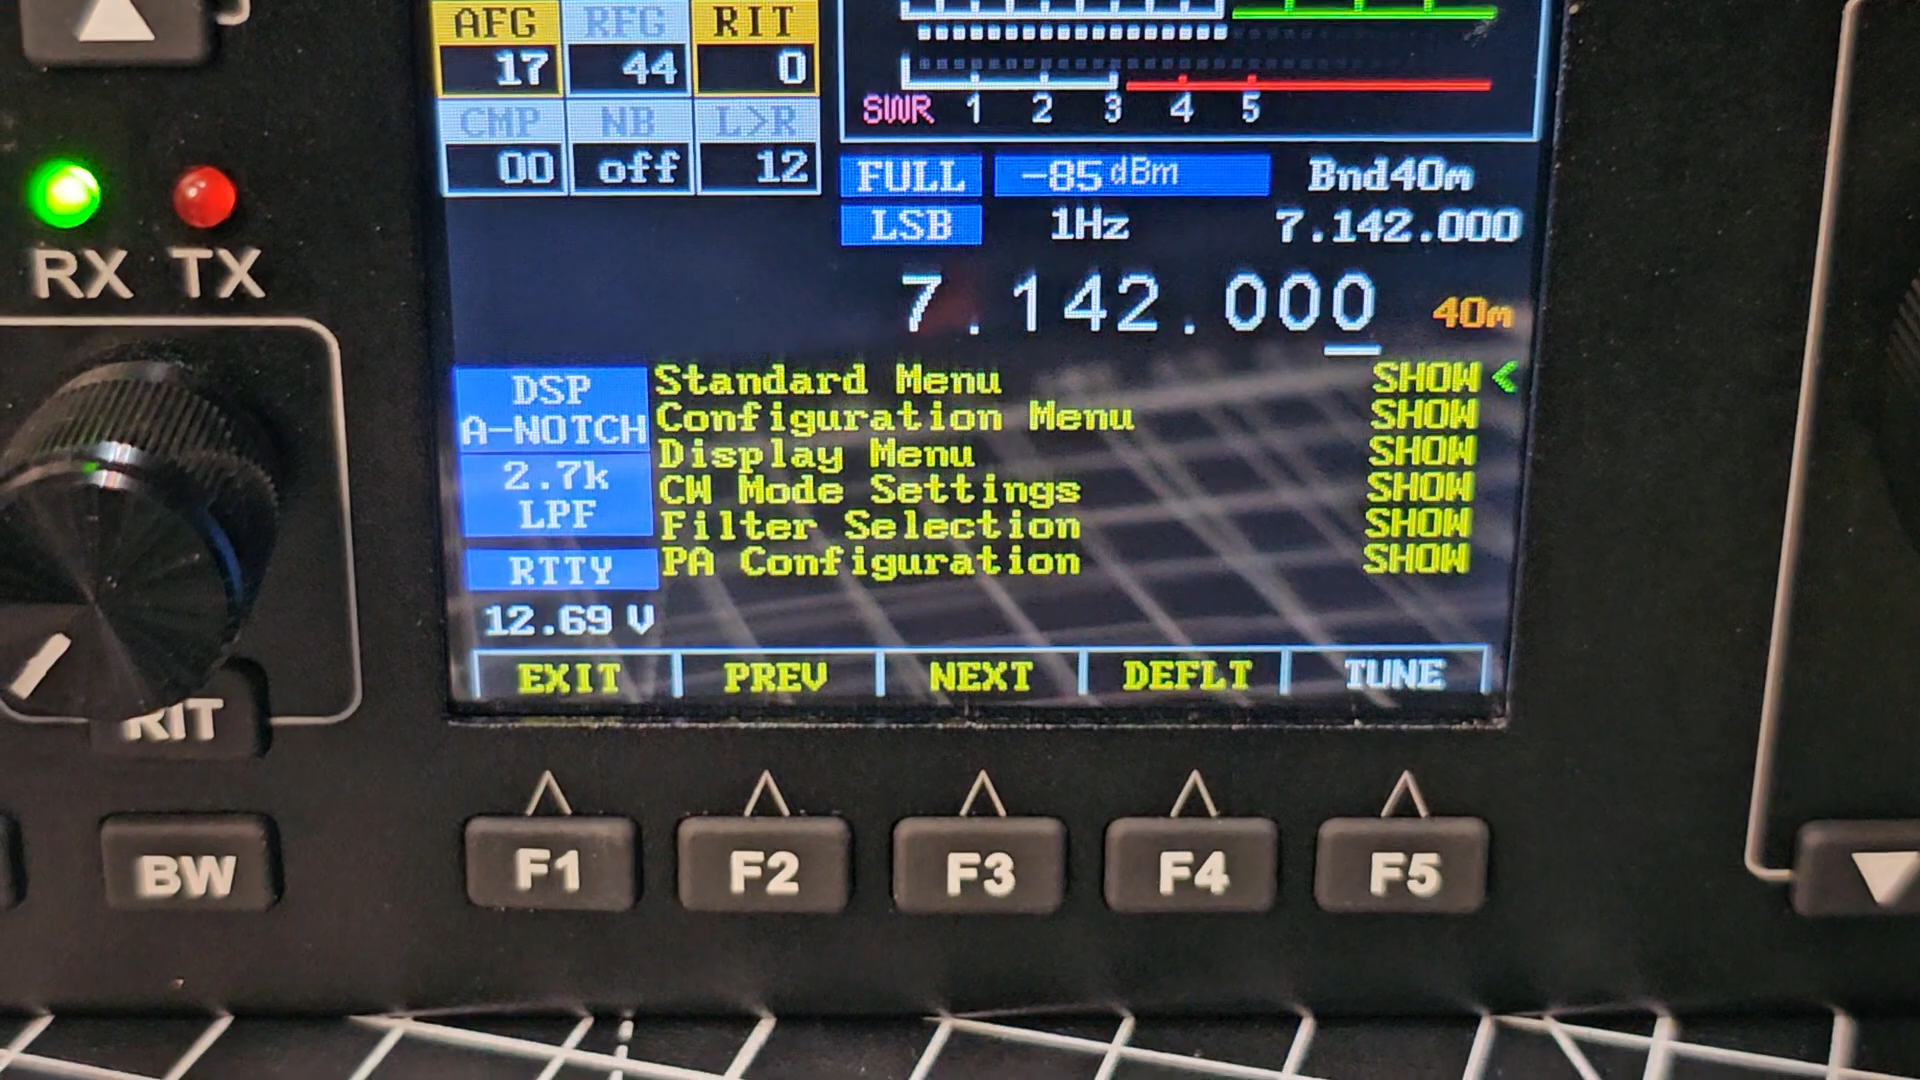 AFG RFG RIT
17 44 0
CMP NB L>R
00 off 12
SWR 1 2 3 4 5
FULL -85 dBm Bnd40m
LSB 1Hz 7.142.000
7.142.000 40m
RX TX
DSP
A-NOTCH
2.7k
LPF
RTTY
12.69 V
Standard Menu SHOW <
Configuration Menu SHOW
Display Menu SHOW
CW Mode Settings SHOW
Filter Selection SHOW
PA Configuration SHOW
EXIT PREV NEXT DEFLT TUNE
RIT
BW F1 F2 F3 F4 F5